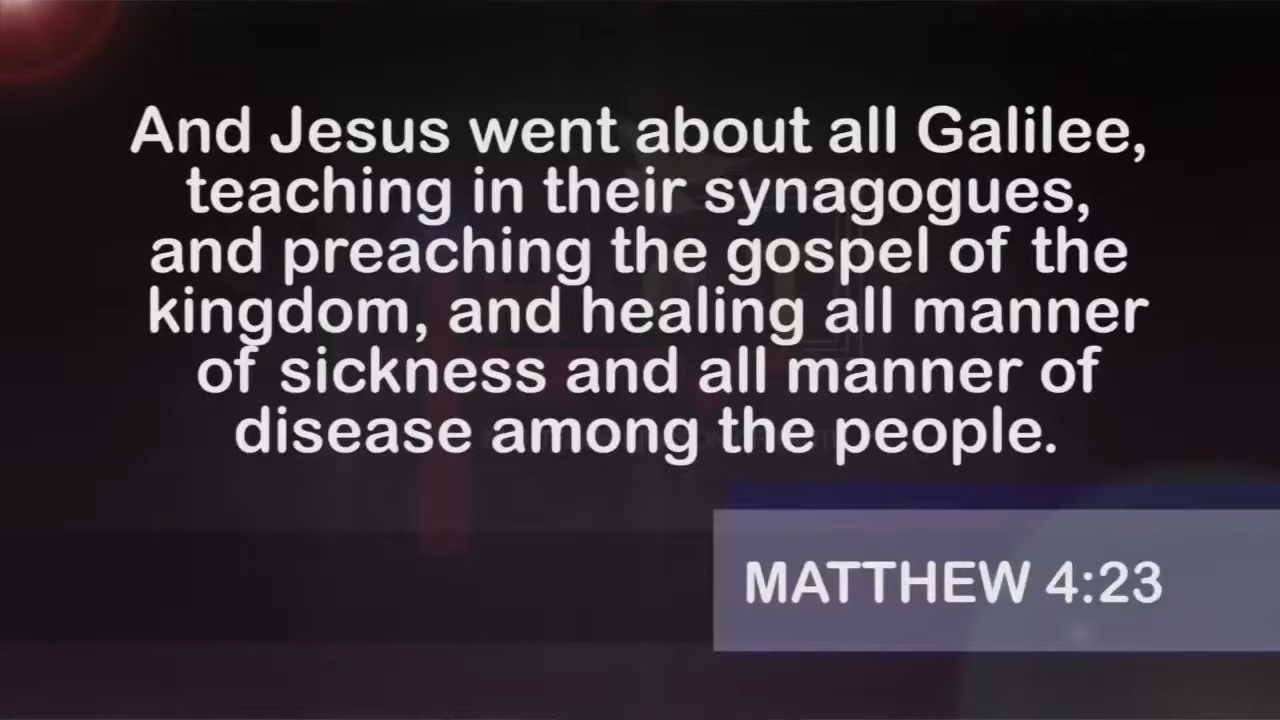 And Jesus went about all Galilee,
teaching in their synagogues,
and preaching the gospel of the
kingdom, and healing all manner
of sickness and all manner of
disease among the people.
MATTHEW 4:23